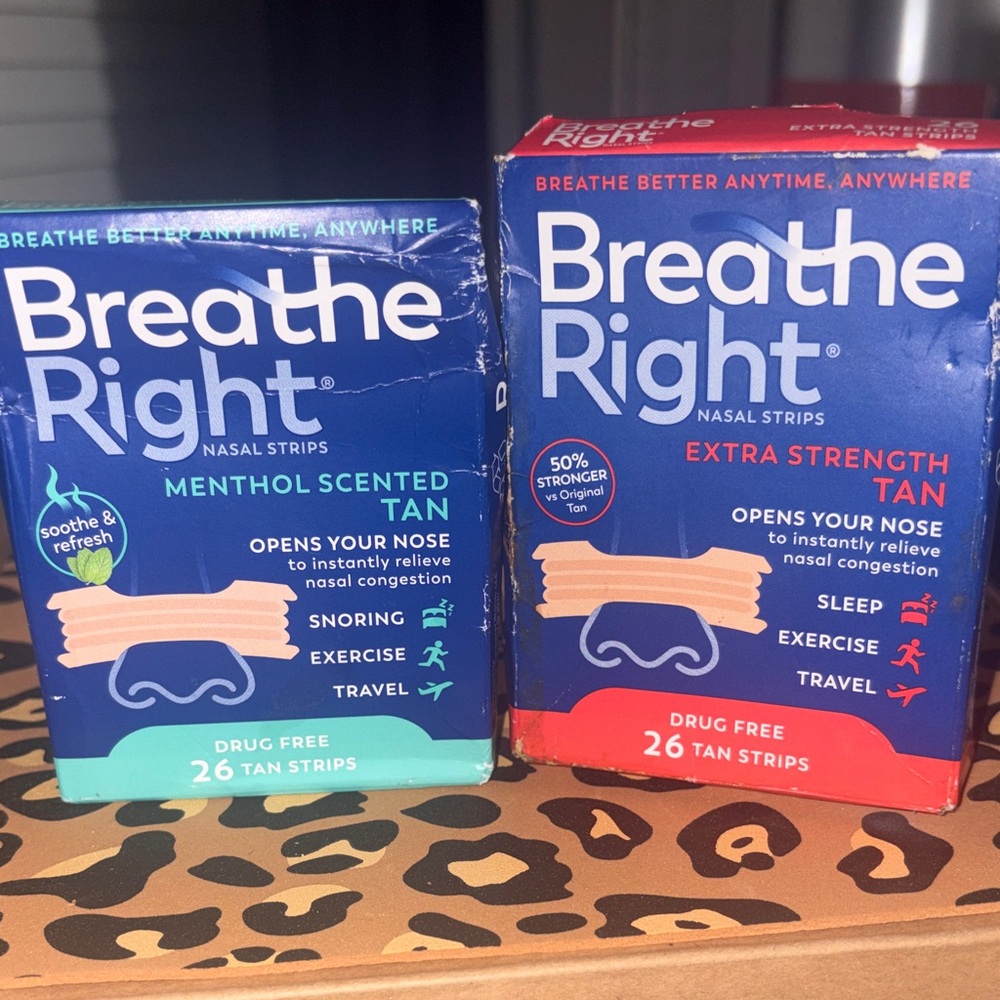 BREATHE BETTER ANYTIME, ANYWHERE
Breathe
Right®
NASAL STRIPS
MENTHOL SCENTED
TAN
soothe &
refresh
OPENS YOUR NOSE
to instantly relieve
nasal congestion
SNORING
EXERCISE
TRAVEL
DRUG FREE
26 TAN STRIPS
Breathe
Right
NASAL STRIPS
26
EXTRA STRENGTH
TAN STRIPS
BREATHE BETTER ANYTIME, ANYWHERE
Breathe
Right®
NASAL STRIPS
EXTRA STRENGTH
TAN
50%
STRONGER
vs Original
Tan
OPENS YOUR NOSE
to instantly relieve
nasal congestion
SLEEP
EXERCISE
TRAVEL
DRUG FREE
26 TAN STRIPS